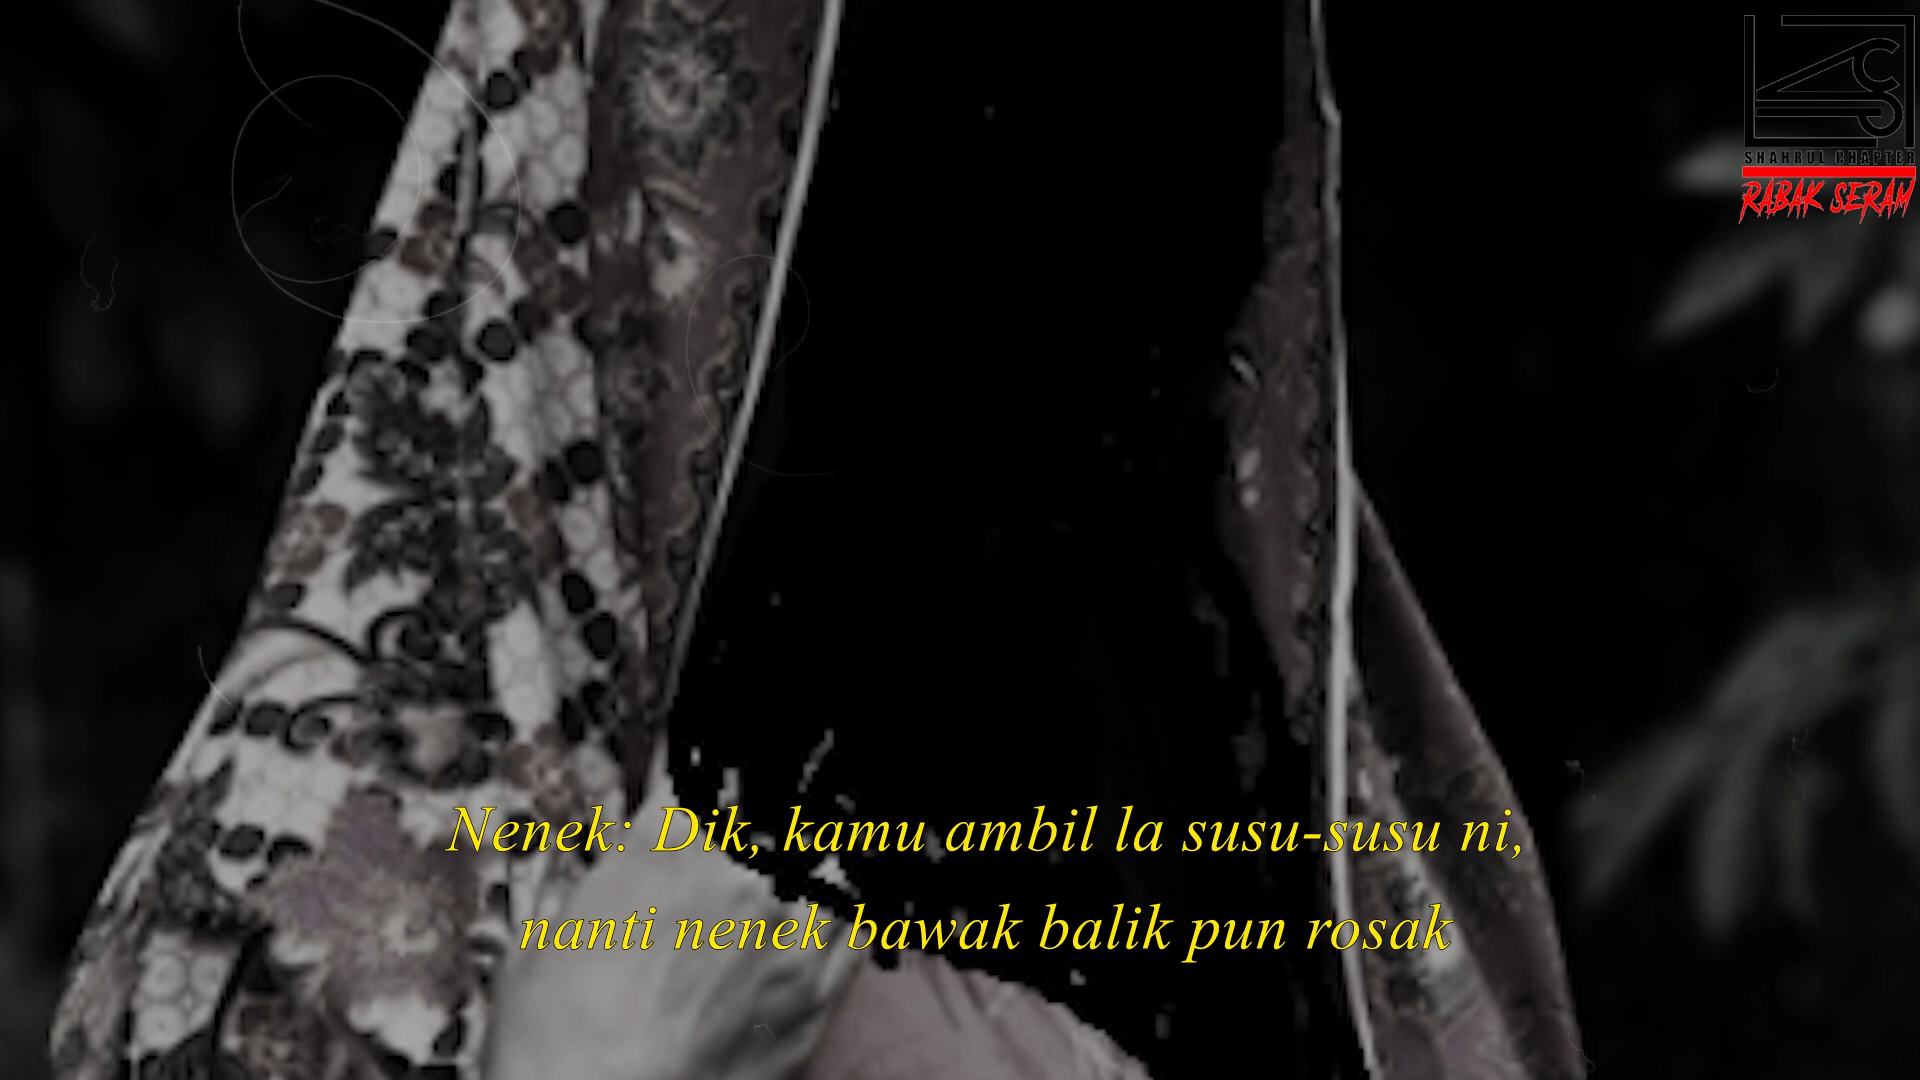 SHAHRUL CHAPTER
RABAK SERAM
Nenek: Dik, kamu ambil la susu-susu ni,
nanti nenek bawak balik pun rosak